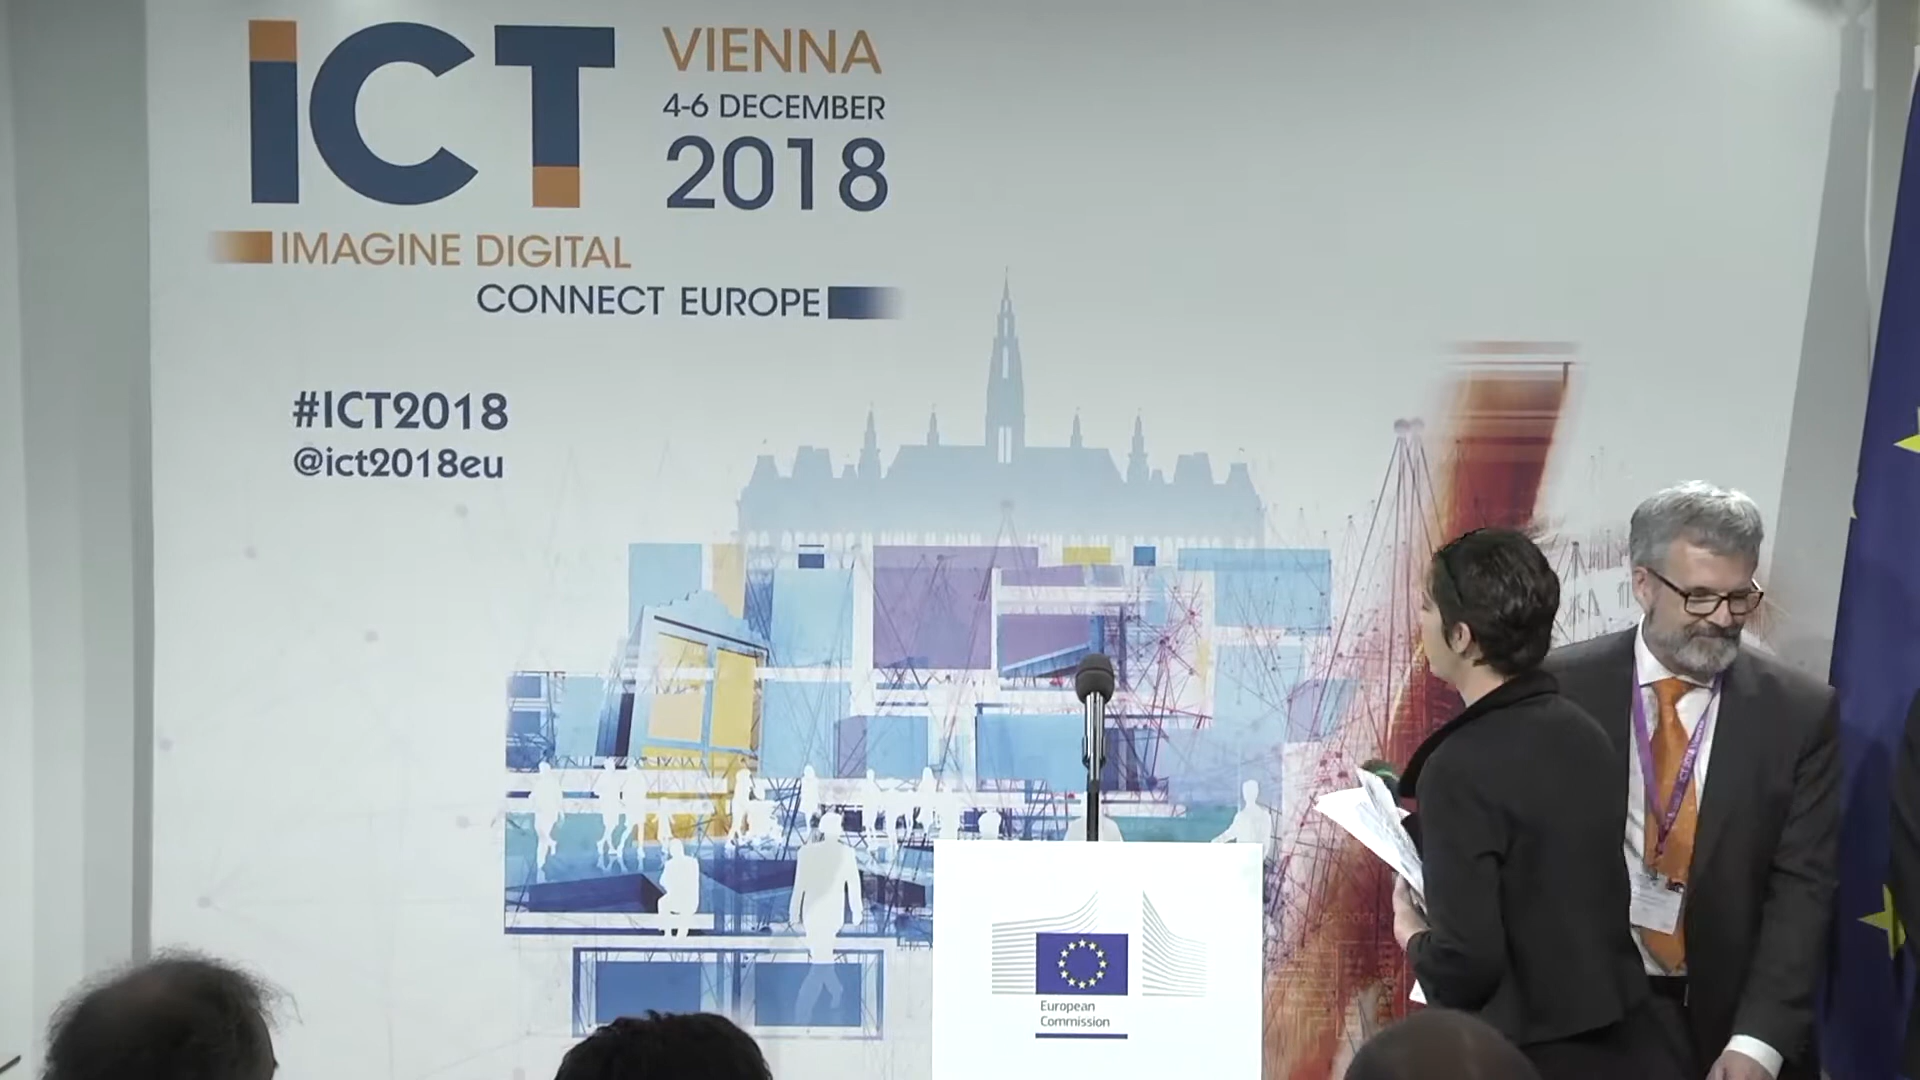 iCT
VIENNA
4-6 DECEMBER
2018
IMAGINE DIGITAL
CONNECT EUROPE
#ICT2018
@ict2018eu
European
Commission